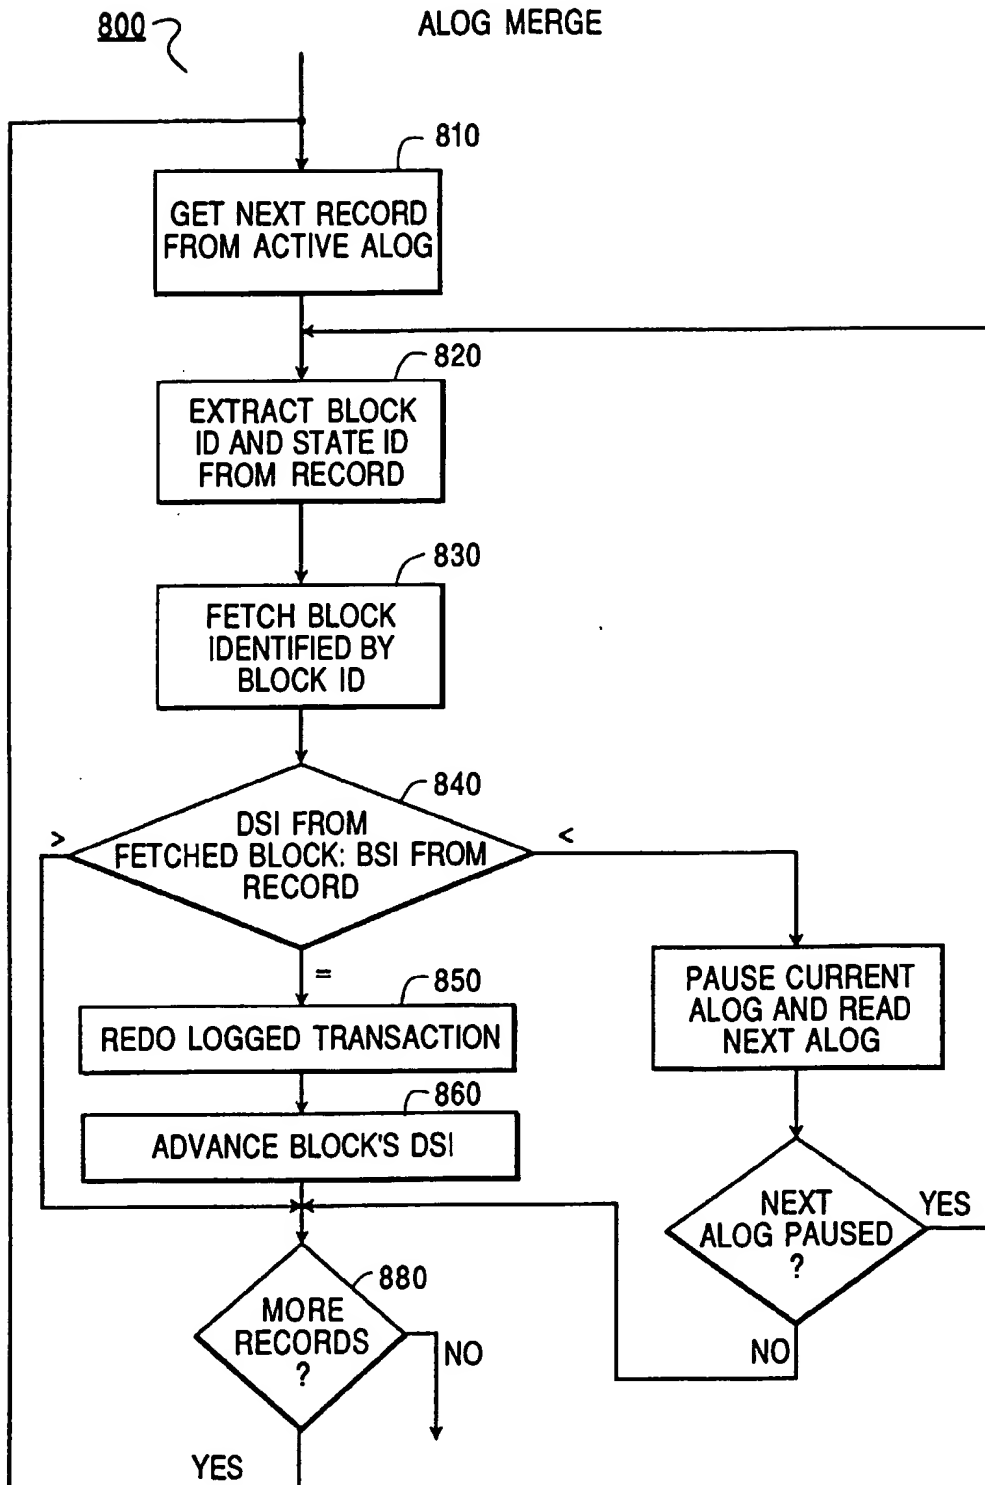 800
ALOG MERGE
810
GET NEXT RECORD
FROM ACTIVE ALOG
820
EXTRACT BLOCK
ID AND STATE ID
FROM RECORD
830
FETCH BLOCK
IDENTIFIED BY
BLOCK ID
840
>
<
DSI FROM
FETCHED BLOCK: BSI FROM
RECORD
=
850
REDO LOGGED TRANSACTION
PAUSE CURRENT
ALOG AND READ
NEXT ALOG
860
ADVANCE BLOCK'S DSI
NEXT
ALOG PAUSED
?
YES
NO
880
MORE
RECORDS
?
NO
YES